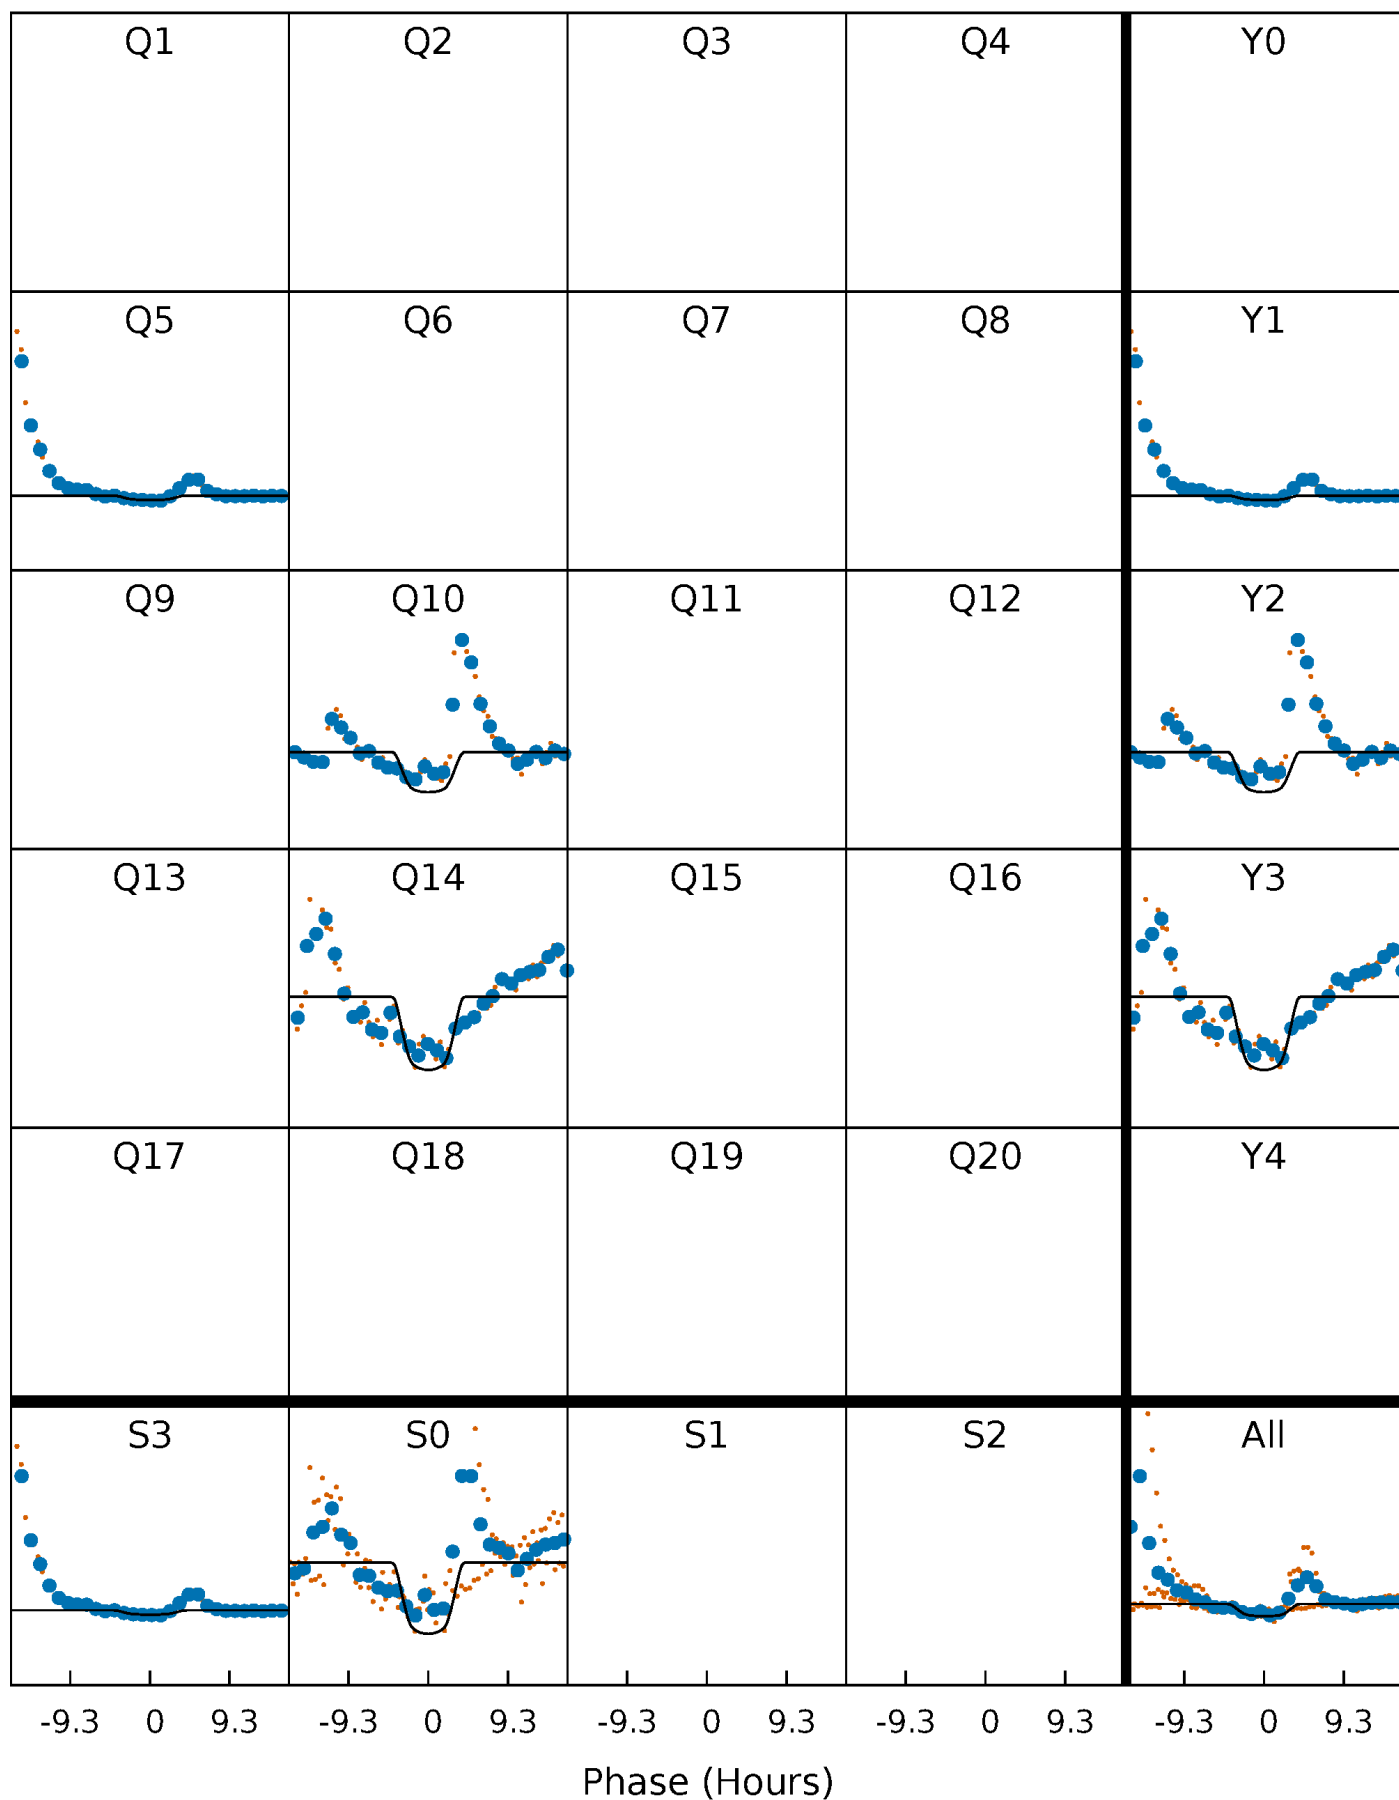 Q1 Q2 Q3 Q4 Y0
Q5 Q6 Q7 Q8 Y1
Q9 Q10 Q11 Q12 Y2
Q13 Q14 Q15 Q16 Y3
Q17 Q18 Q19 Q20 Y4
S3 S0 S1 S2 All
-9.3 0 9.3 -9.3 0 9.3 -9.3 0 9.3 -9.3 0 9.3 -9.3 0 9.3
Phase (Hours)